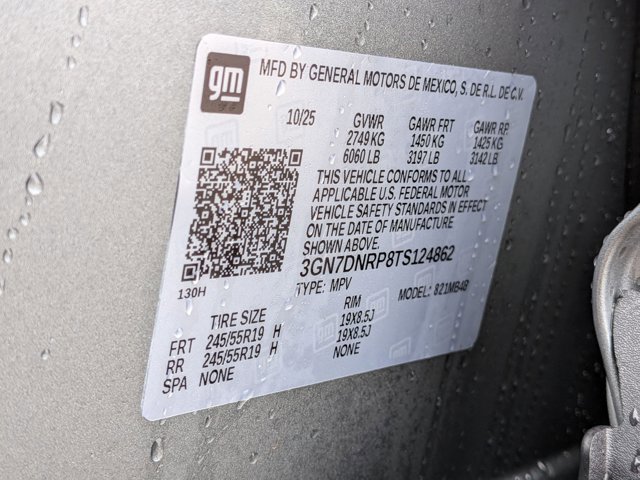 gm
MFD BY GENERAL MOTORS DE MEXICO, S. DE R.L. DE C.V.
10/25 GVWR GAWR FRT GAWR RR
2749 KG 1450 KG 1425 KG
6060 LB 3197 LB 3142 LB
THIS VEHICLE CONFORMS TO ALL
APPLICABLE U.S. FEDERAL MOTOR
VEHICLE SAFETY STANDARDS IN EFFECT
ON THE DATE OF MANUFACTURE
SHOWN ABOVE.
3GN7DNRP8TS124862
130H
TYPE: MPV MODEL: 821MB48
TIRE SIZE RIM
FRT 245/55R19 H 19X8.5J
RR 245/55R19 H 19X8.5J
SPA NONE NONE